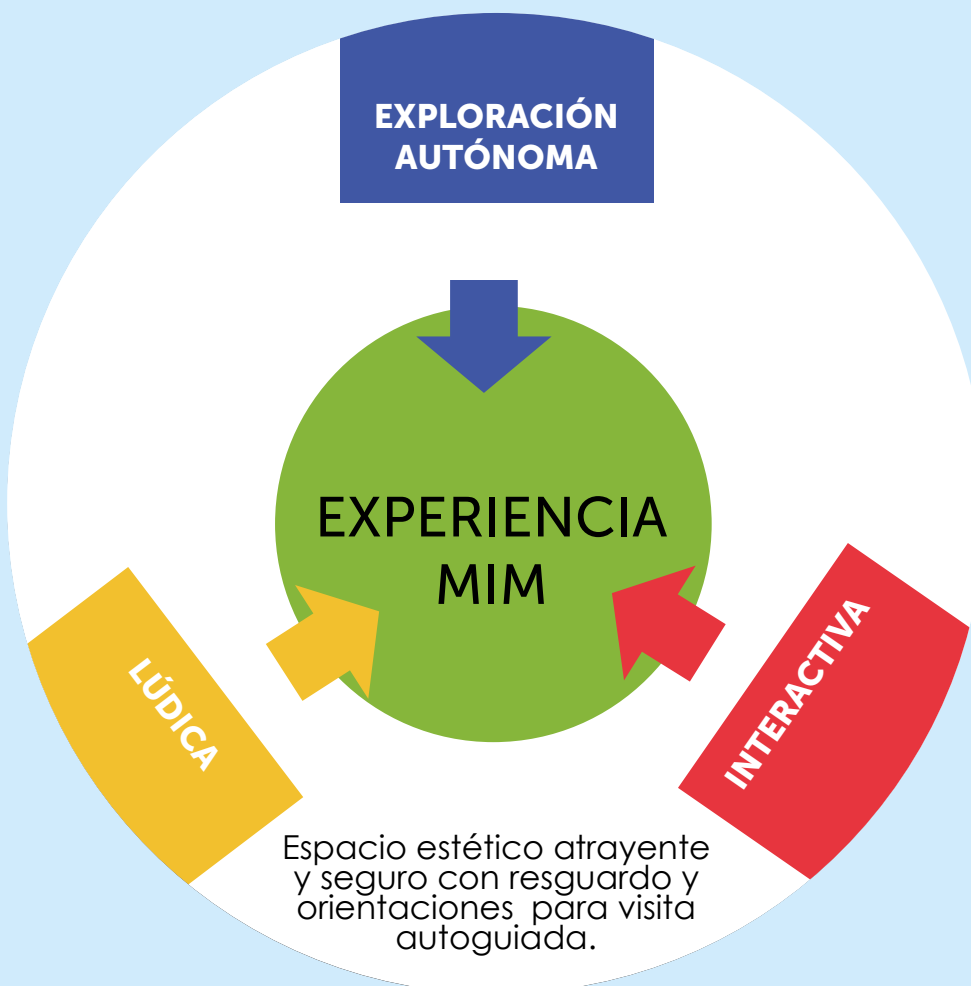 EXPLORACIÓN
AUTÓNOMA
EXPERIENCIA
MIM
LÚDICA
INTERACTIVA
Espacio estético atrayente
y seguro con resguardo y
orientaciones para visita
autoguiada.